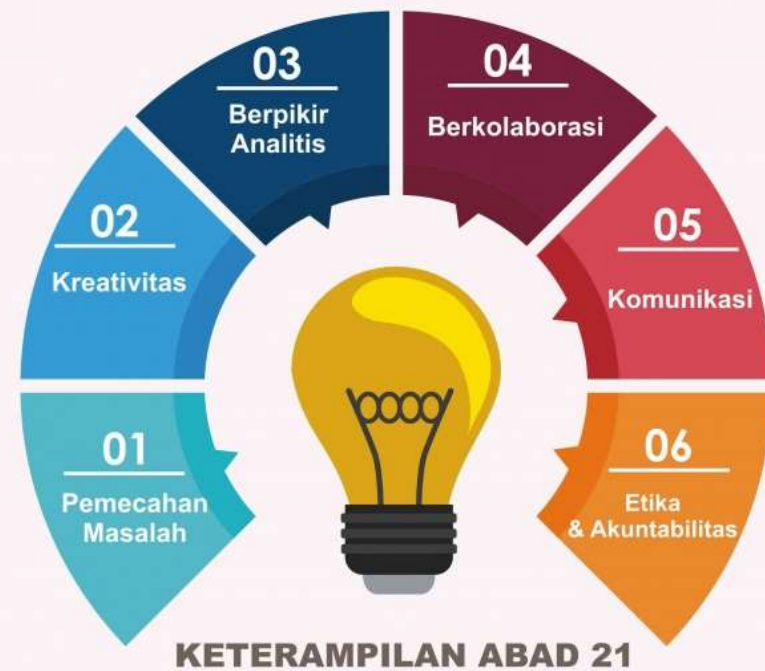 01
Pemecahan
Masalah
02
Kreativitas
03
Berpikir
Analitis
04
Berkolaborasi
05
Komunikasi
06
Etika
& Akuntabilitas
KETERAMPILAN ABAD 21